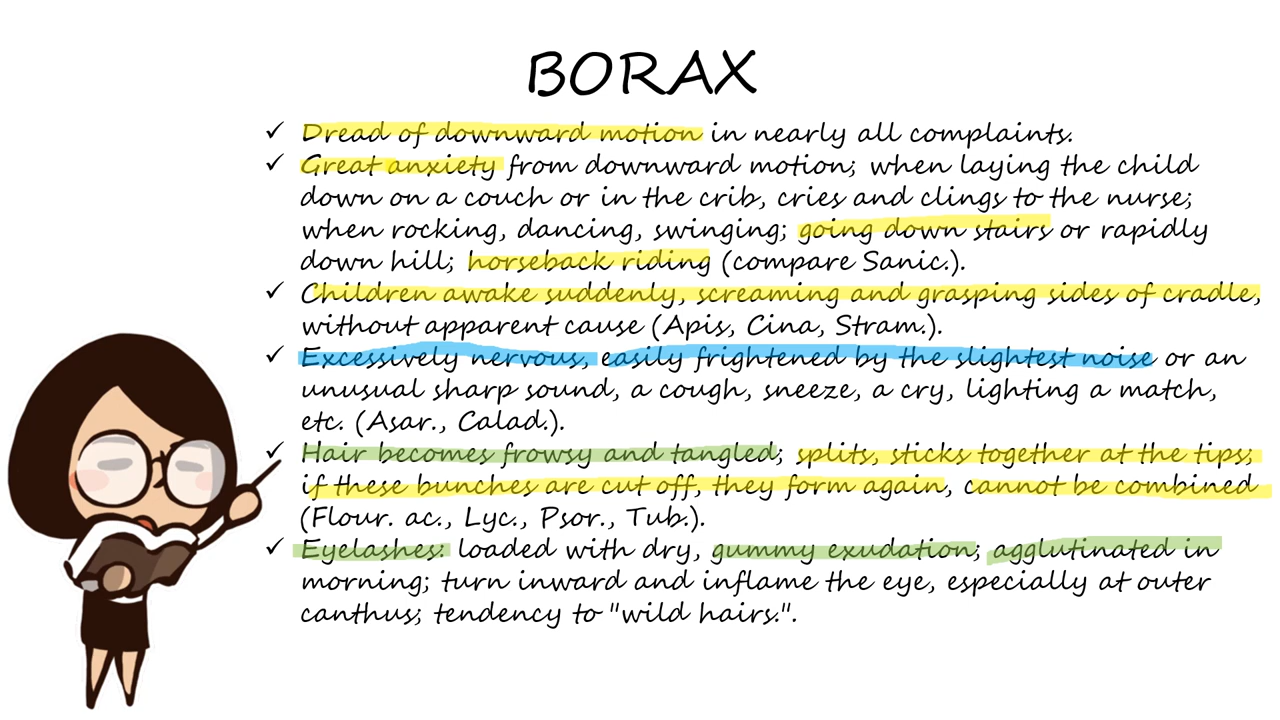 BORAX
✓ Dread of downward motion in nearly all complaints.
✓ Great anxiety from downward motion; when laying the child
down on a couch or in the crib, cries and clings to the nurse;
when rocking, dancing, swinging; going down stairs or rapidly
down hill; horseback riding (compare Sanic.).
✓ Children awake suddenly, screaming and grasping sides of cradle,
without apparent cause (Apis, Cina, Stram.).
✓ Excessively nervous, easily frightened by the slightest noise or an
unusual sharp sound, a cough, sneeze, a cry, lighting a match,
etc. (Asar., Calad.).
✓ Hair becomes frowsy and tangled; splits, sticks together at the tips;
if these bunches are cut off, they form again, cannot be combined
(Flour. ac., Lyc., Psor., Tub.).
✓ Eyelashes: loaded with dry, gummy exudation; agglutinated in
morning; turn inward and inflame the eye, especially at outer
canthus; tendency to "wild hairs.".